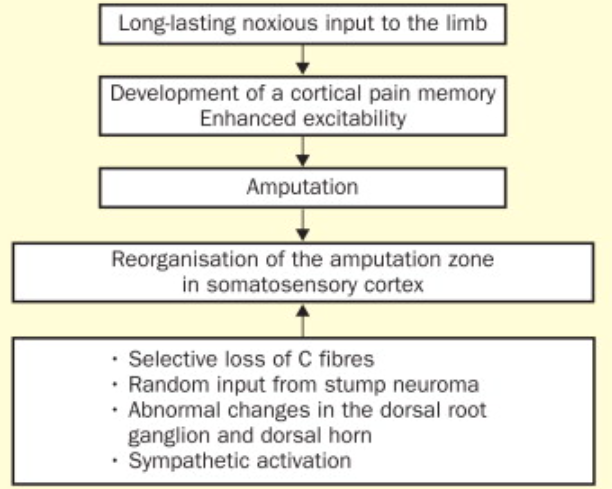 Long-lasting noxious input to the limb
Development of a cortical pain memory
Enhanced excitability
Amputation
Reorganisation of the amputation zone
in somatosensory cortex
· Selective loss of C fibres
· Random input from stump neuroma
· Abnormal changes in the dorsal root
ganglion and dorsal horn
· Sympathetic activation